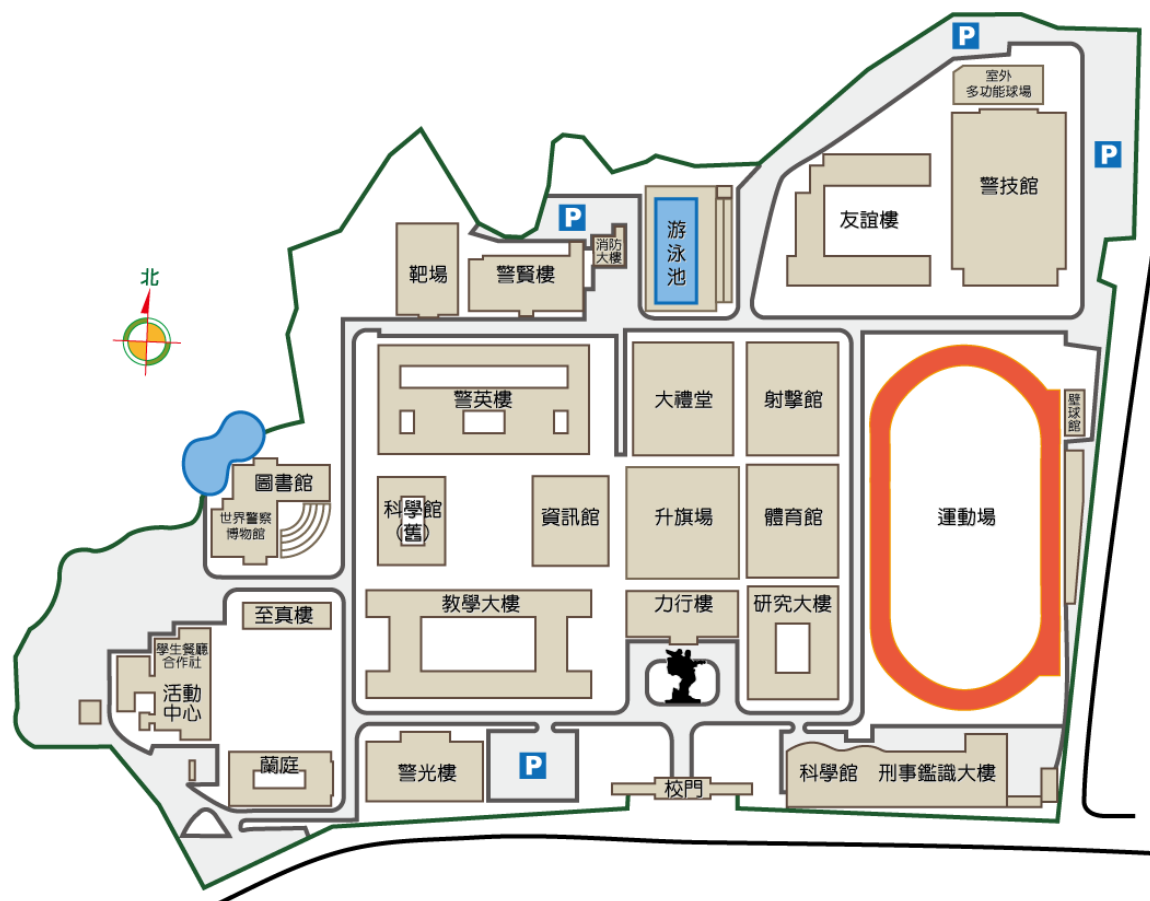 P
室外
多功能球場
P
警技館
友誼樓
P
游
泳
池
消防
大樓
靶場
警賢樓
北
警英樓
大禮堂
射擊館
壁
球
館
圖書館
世界警察
博物館
科學館
(舊)
資訊館
升旗場
體育館
運動場
至真樓
教學大樓
力行樓
研究大樓
學生餐廳
合作社
活動
中心
蘭庭
警光樓
P
校門
科學館
刑事鑑識大樓